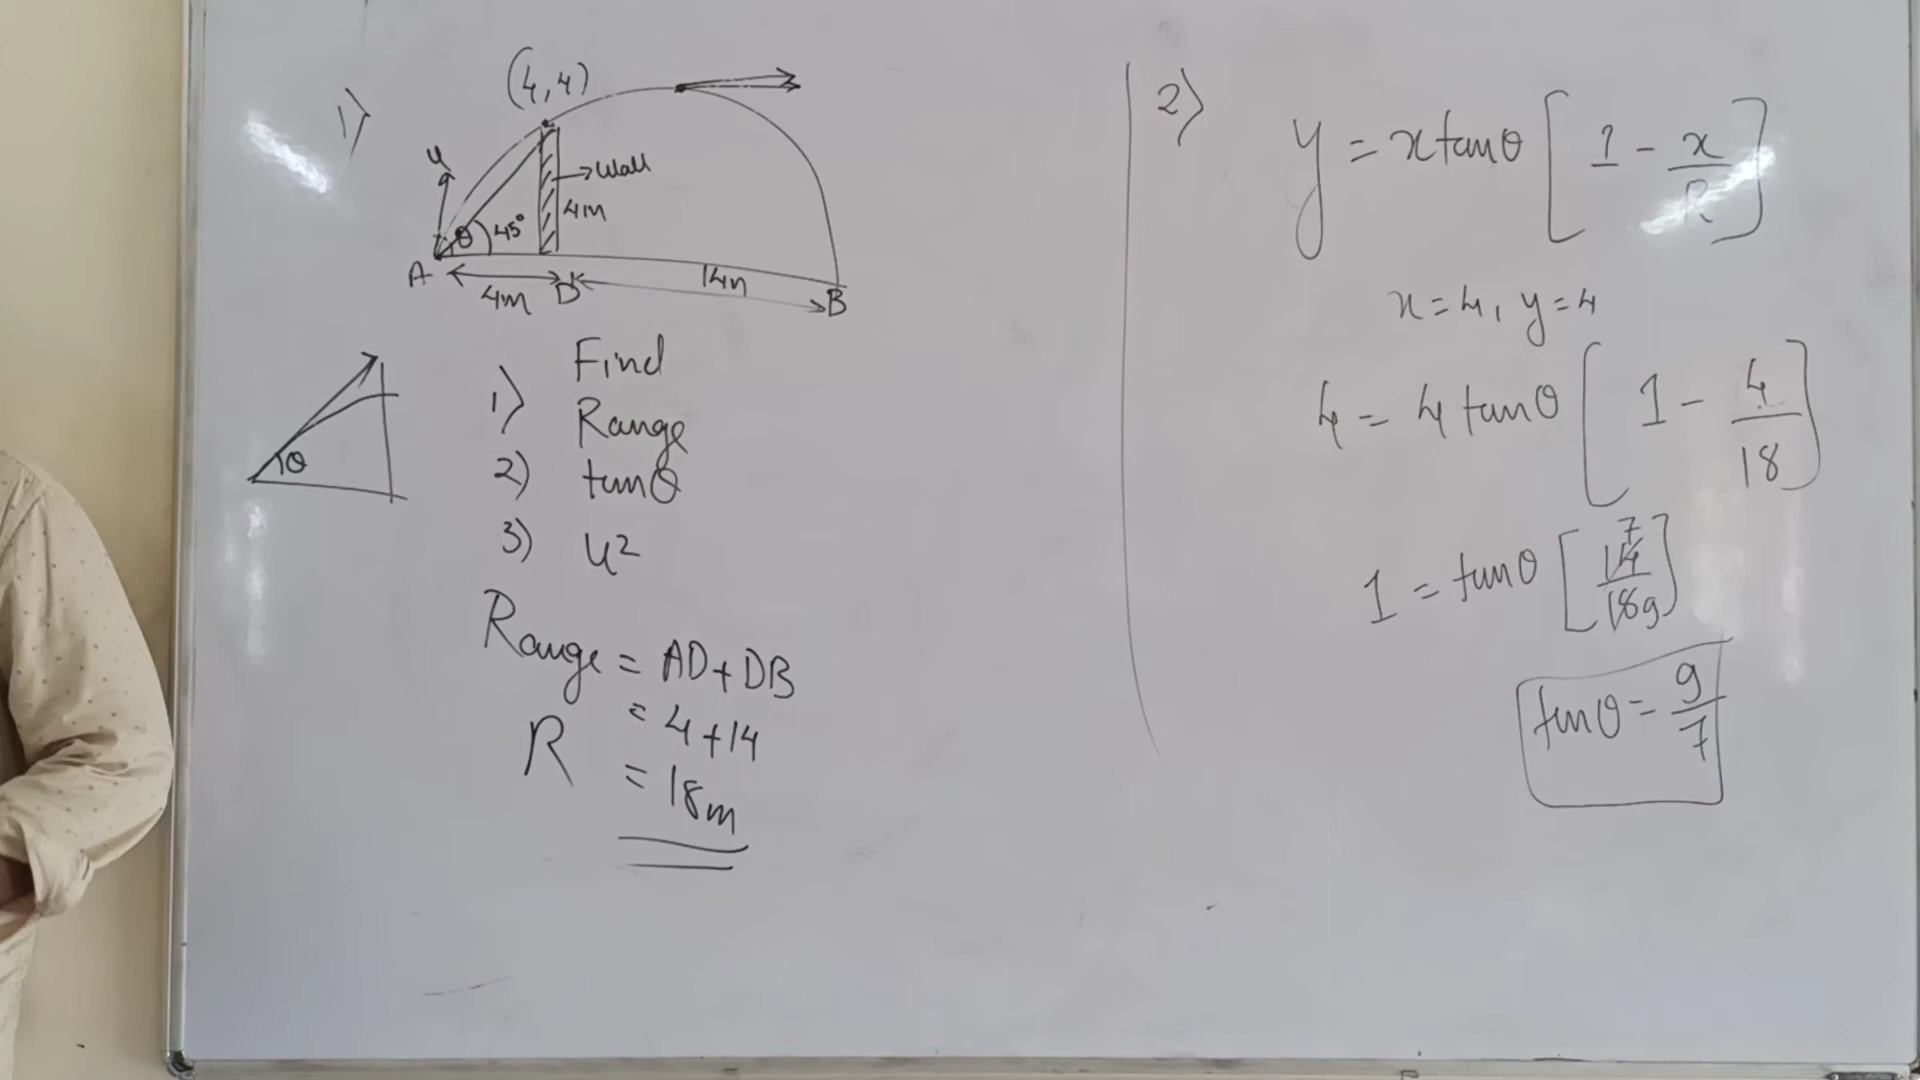 1)
(4,4)
u
→ Wall
4m
θ 45°
A
4m
D
14m
B
θ
Find
1) Range
2) tanθ
3) u²
Range = AD+DB
= 4+14
R = 18m
2)
y = x tanθ [1 - x/R]
x=4, y=4
4 = 4 tanθ [1 - 4/18]
1 = tanθ [14/18 7/9]
tanθ = 9/7